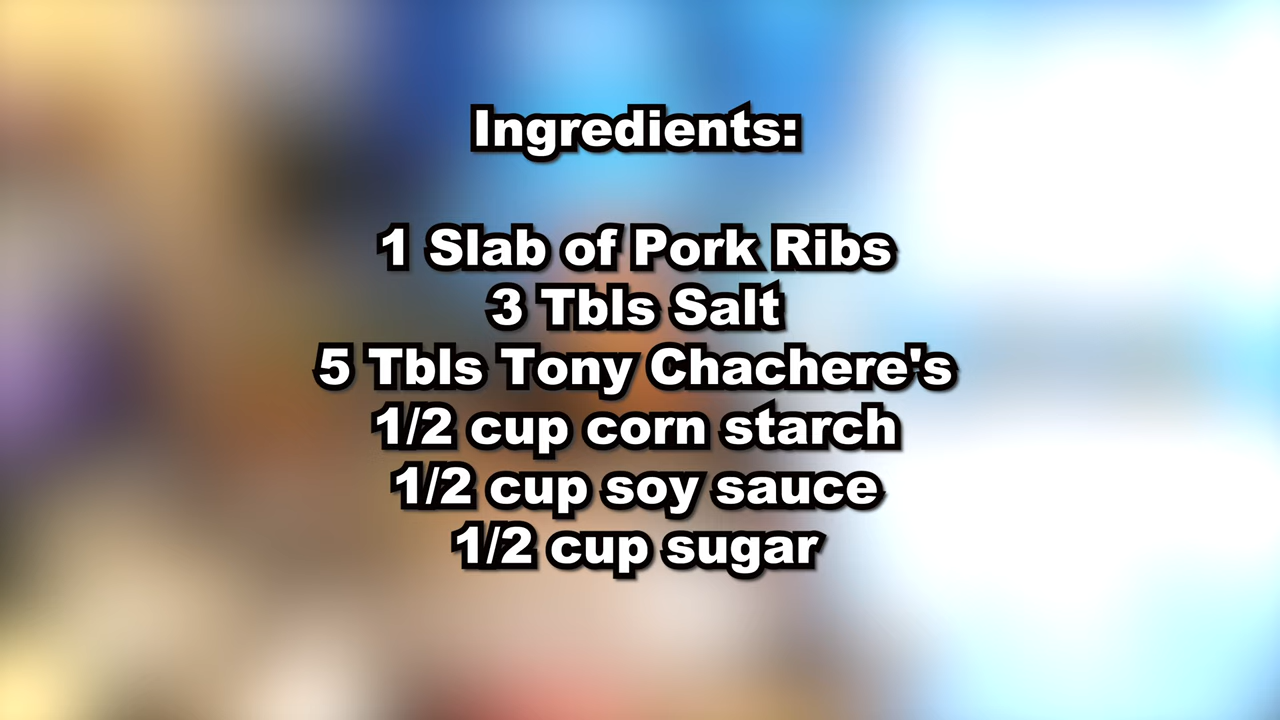 Ingredients:
1 Slab of Pork Ribs
3 Tbls Salt
5 Tbls Tony Chachere's
1/2 cup corn starch
1/2 cup soy sauce
1/2 cup sugar